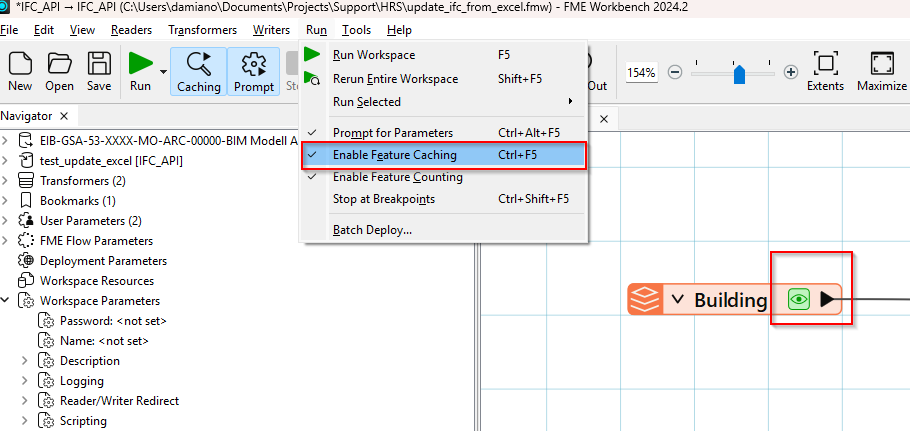 *IFC_API → IFC_API (C:\Users\damiano\Documents\Projects\Support\HRS\update_ifc_from_excel.fmw) - FME Workbench 2024.2
File Edit View Readers Transformers Writers Run Tools Help
New Open Save Run Caching Prompt
Run Workspace F5
Rerun Entire Workspace Shift+F5
Run Selected
Prompt for Parameters Ctrl+Alt+F5
Enable Feature Caching Ctrl+F5
Enable Feature Counting
Stop at Breakpoints Ctrl+Shift+F5
Batch Deploy...
154%
Out Extents Maximize
Navigator
EIB-GSA-53-XXXX-MO-ARC-00000-BIM Modell A
test_update_excel [IFC_API]
Transformers (2)
Bookmarks (1)
User Parameters (2)
FME Flow Parameters
Deployment Parameters
Workspace Resources
Workspace Parameters
Password: <not set>
Name: <not set>
Description
Logging
Reader/Writer Redirect
Scripting
Building